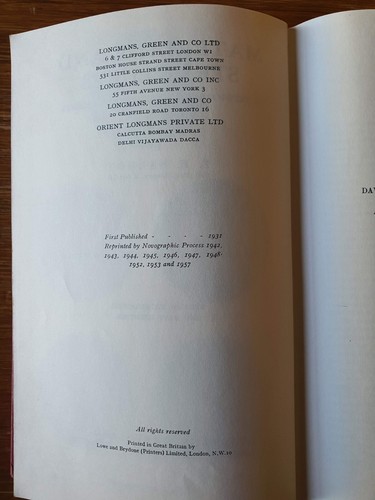 LONGMANS, GREEN AND CO LTD
6 & 7 CLIFFORD STREET LONDON W1
BOSTON HOUSE STRAND STREET CAPE TOWN
531 LITTLE COLLINS STREET MELBOURNE
LONGMANS, GREEN AND CO INC
55 FIFTH AVENUE NEW YORK 3
LONGMANS, GREEN AND CO
20 CRANFIELD ROAD TORONTO 16
ORIENT LONGMANS PRIVATE LTD
CALCUTTA BOMBAY MADRAS
DELHI VIJAYAWADA DACCA
First Published - - - - 1931
Reprinted by Novographic Process 1941,
1943, 1944, 1945, 1946, 1947, 1948
1952, 1953 and 1957
All rights reserved
Printed in Great Britain by
Lowe and Brydone (Printers) Limited, London, N.W.10
DAV